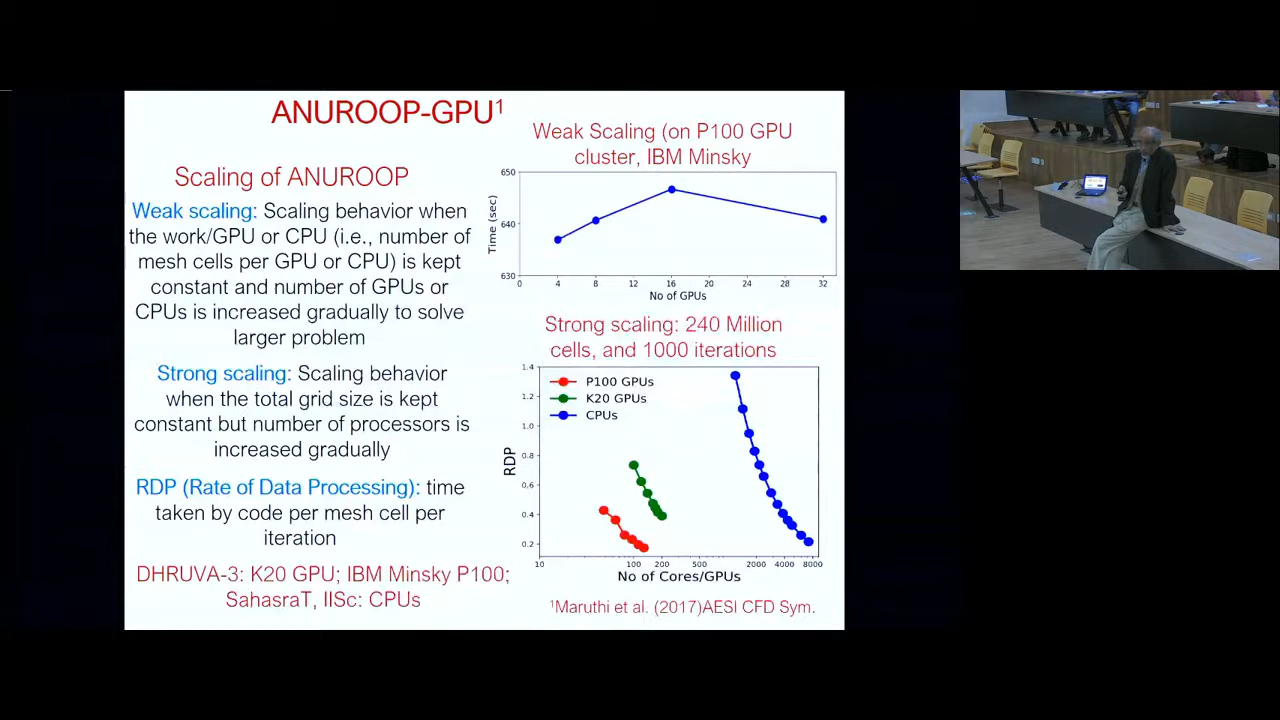 ANUROOP-GPU¹
Scaling of ANUROOP
Weak scaling: Scaling behavior when
the work/GPU or CPU (i.e., number of
mesh cells per GPU or CPU) is kept
constant and number of GPUs or
CPUs is increased gradually to solve
larger problem
Strong scaling: Scaling behavior
when the total grid size is kept
constant but number of processors is
increased gradually
RDP (Rate of Data Processing): time
taken by code per mesh cell per
iteration
DHRUVA-3: K20 GPU; IBM Minsky P100;
SahasraT, IISc: CPUs
Weak Scaling (on P100 GPU
cluster, IBM Minsky
650
640
630
Time (sec)
0 4 8 12 16 20 24 28 32
No of GPUs
Strong scaling: 240 Million
cells, and 1000 iterations
1.4
1.2
1.0
0.8
0.6
0.4
0.2
RDP
P100 GPUs
K20 GPUs
CPUs
10 100 200 500 2000 4000 8000
No of Cores/GPUs
¹Maruthi et al. (2017)AESI CFD Sym.